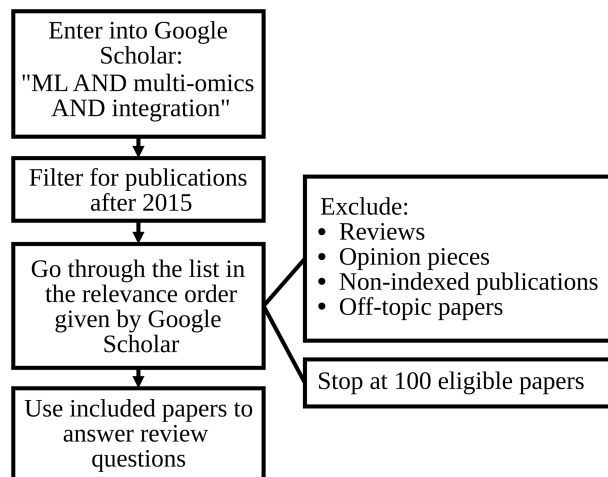 Enter into Google
Scholar:
"ML AND multi-omics
AND integration"
Filter for publications
after 2015
Go through the list in
the relevance order
given by Google
Scholar
Exclude:
• Reviews
• Opinion pieces
• Non-indexed publications
• Off-topic papers
Stop at 100 eligible papers
Use included papers to
answer review
questions